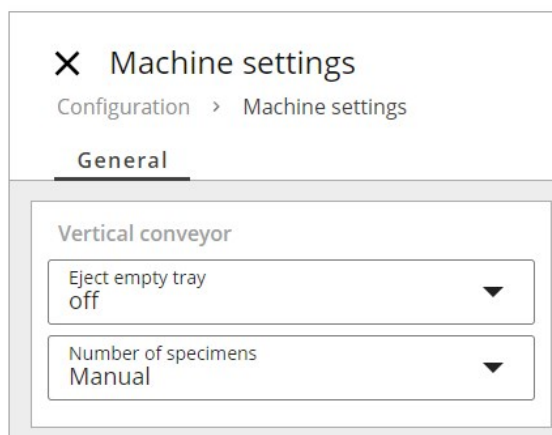 Machine settings
Configuration > Machine settings
General
Vertical conveyor
Eject empty tray
off
Number of specimens
Manual